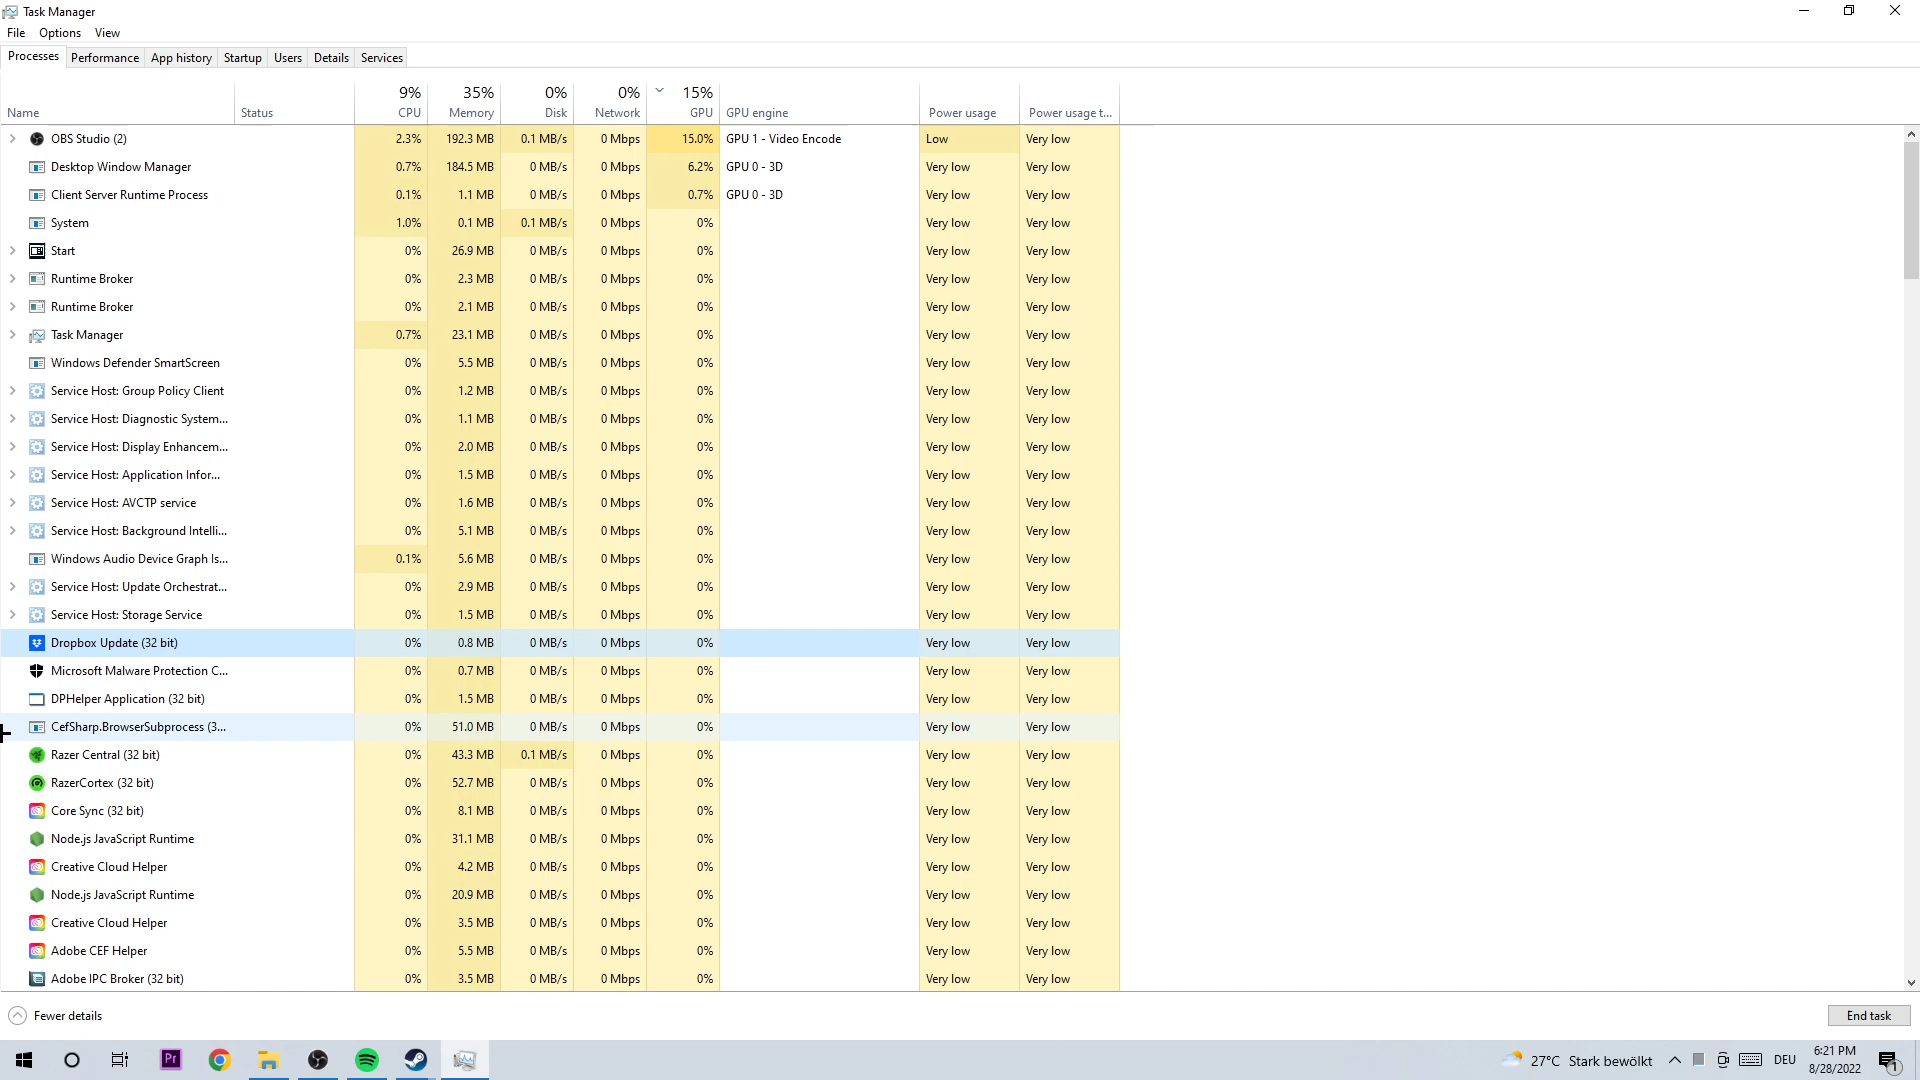 Task Manager
File Options View
Processes Performance App history Startup Users Details Services
9% 35% 0% 0% 15%
Name Status CPU Memory Disk Network GPU GPU engine Power usage Power usage t...
OBS Studio (2) 2.3% 192.3 MB 0.1 MB/s 0 Mbps 15.0% GPU 1 - Video Encode Low Very low
Desktop Window Manager 0.7% 184.5 MB 0 MB/s 0 Mbps 6.2% GPU 0 - 3D Very low Very low
Client Server Runtime Process 0.1% 1.1 MB 0 MB/s 0 Mbps 0.7% GPU 0 - 3D Very low Very low
System 1.0% 0.1 MB 0.1 MB/s 0 Mbps 0% Very low Very low
Start 0% 26.9 MB 0 MB/s 0 Mbps 0% Very low Very low
Runtime Broker 0% 2.3 MB 0 MB/s 0 Mbps 0% Very low Very low
Runtime Broker 0% 2.1 MB 0 MB/s 0 Mbps 0% Very low Very low
Task Manager 0.7% 23.1 MB 0 MB/s 0 Mbps 0% Very low Very low
Windows Defender SmartScreen 0% 5.5 MB 0 MB/s 0 Mbps 0% Very low Very low
Service Host: Group Policy Client 0% 1.2 MB 0 MB/s 0 Mbps 0% Very low Very low
Service Host: Diagnostic System... 0% 1.1 MB 0 MB/s 0 Mbps 0% Very low Very low
Service Host: Display Enhancem... 0% 2.0 MB 0 MB/s 0 Mbps 0% Very low Very low
Service Host: Application Infor... 0% 1.5 MB 0 MB/s 0 Mbps 0% Very low Very low
Service Host: AVCTP service 0% 1.6 MB 0 MB/s 0 Mbps 0% Very low Very low
Service Host: Background Intelli... 0% 5.1 MB 0 MB/s 0 Mbps 0% Very low Very low
Windows Audio Device Graph Is... 0.1% 5.6 MB 0 MB/s 0 Mbps 0% Very low Very low
Service Host: Update Orchestrat... 0% 2.9 MB 0 MB/s 0 Mbps 0% Very low Very low
Service Host: Storage Service 0% 1.5 MB 0 MB/s 0 Mbps 0% Very low Very low
Dropbox Update (32 bit) 0% 0.8 MB 0 MB/s 0 Mbps 0% Very low Very low
Microsoft Malware Protection C... 0% 0.7 MB 0 MB/s 0 Mbps 0% Very low Very low
DPHelper Application (32 bit) 0% 1.5 MB 0 MB/s 0 Mbps 0% Very low Very low
CefSharp.BrowserSubprocess (3... 0% 51.0 MB 0 MB/s 0 Mbps 0% Very low Very low
Razer Central (32 bit) 0% 43.3 MB 0.1 MB/s 0 Mbps 0% Very low Very low
RazerCortex (32 bit) 0% 52.7 MB 0 MB/s 0 Mbps 0% Very low Very low
Core Sync (32 bit) 0% 8.1 MB 0 MB/s 0 Mbps 0% Very low Very low
Node.js JavaScript Runtime 0% 31.1 MB 0 MB/s 0 Mbps 0% Very low Very low
Creative Cloud Helper 0% 4.2 MB 0 MB/s 0 Mbps 0% Very low Very low
Node.js JavaScript Runtime 0% 20.9 MB 0 MB/s 0 Mbps 0% Very low Very low
Creative Cloud Helper 0% 3.5 MB 0 MB/s 0 Mbps 0% Very low Very low
Adobe CEF Helper 0% 5.5 MB 0 MB/s 0 Mbps 0% Very low Very low
Adobe IPC Broker (32 bit) 0% 3.5 MB 0 MB/s 0 Mbps 0% Very low Very low
Fewer details End task
Pr 27°C Stark bewölkt DEU 6:21 PM 1
8/28/2022